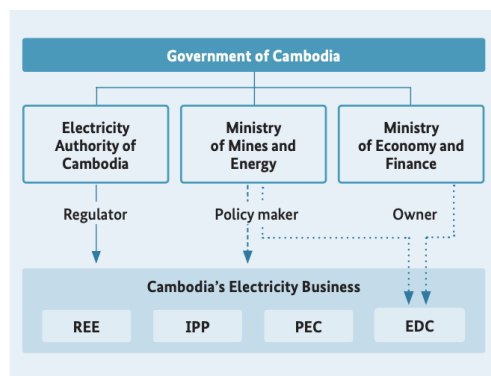 Government of Cambodia
Electricity
Authority of
Cambodia
Ministry
of Mines and
Energy
Ministry
of Economy and
Finance
Regulator
Policy maker
Owner
Cambodia's Electricity Business
REE
IPP
PEC
EDC